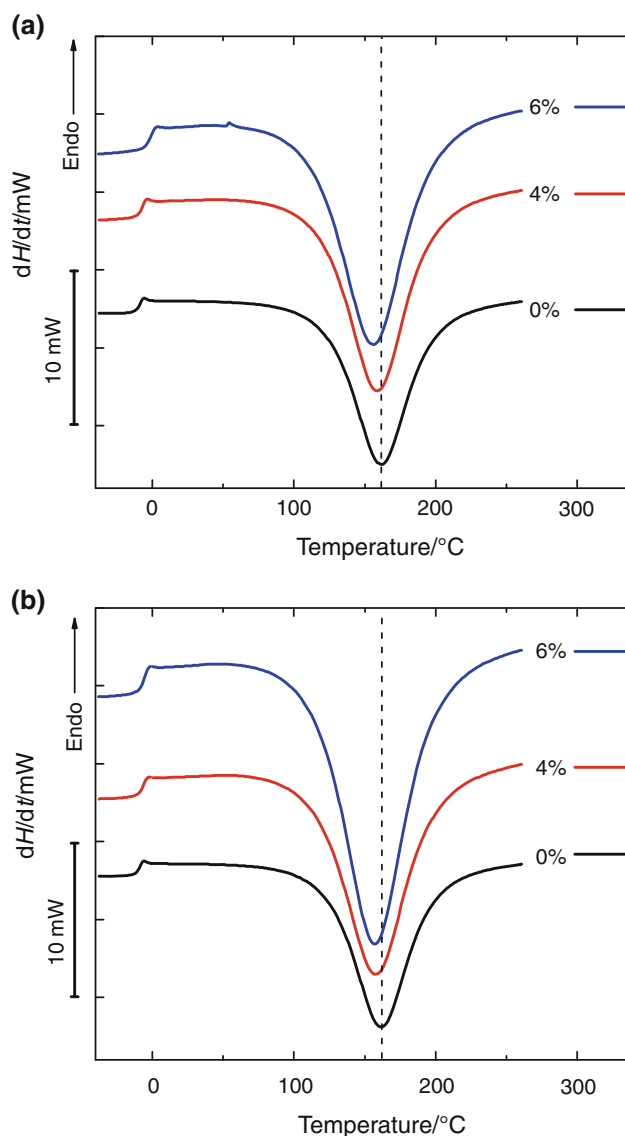 (a)
Endo
dH/dt/mW
10 mW
6%
4%
0%
0 100 200 300
Temperature/°C
(b)
Endo
dH/dt/mW
10 mW
6%
4%
0%
0 100 200 300
Temperature/°C